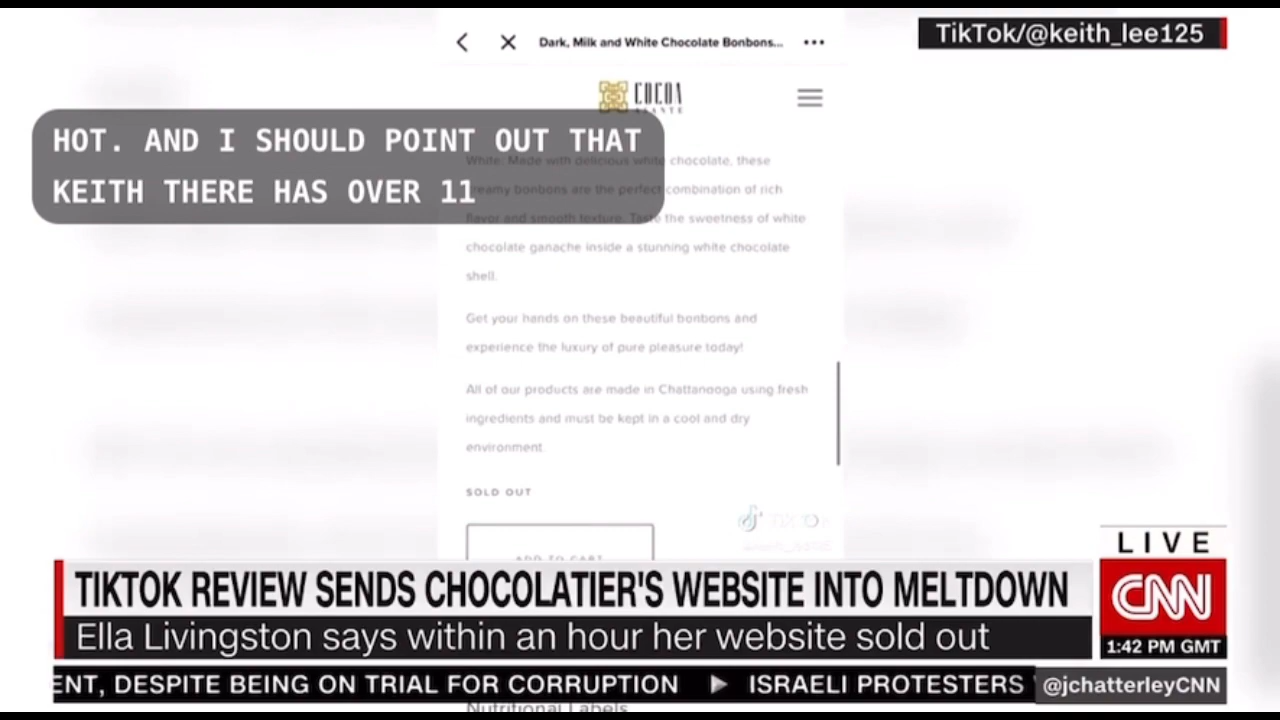 Dark, Milk and White Chocolate Bonbons...
TikTok/@keith_lee125
COCOA
HOT. AND I SHOULD POINT OUT THAT
KEITH THERE HAS OVER 11
White: Made with delicious white chocolate, these
creamy bonbons are the perfect combination of rich
flavor and smooth texture. Taste the sweetness of white
chocolate ganache inside a stunning white chocolate
shell.
Get your hands on these beautiful bonbons and
experience the luxury of pure pleasure today!
All of our products are made in Chattanooga using fresh
ingredients and must be kept in a cool and dry
environment.
SOLD OUT
TikTok
ADD TO CART
LIVE
TIKTOK REVIEW SENDS CHOCOLATIER'S WEBSITE INTO MELTDOWN
CNN
Ella Livingston says within an hour her website sold out
1:42 PM GMT
ENT, DESPITE BEING ON TRIAL FOR CORRUPTION ▶ ISRAELI PROTESTERS
@jchatterleyCNN
Nutritional Labels